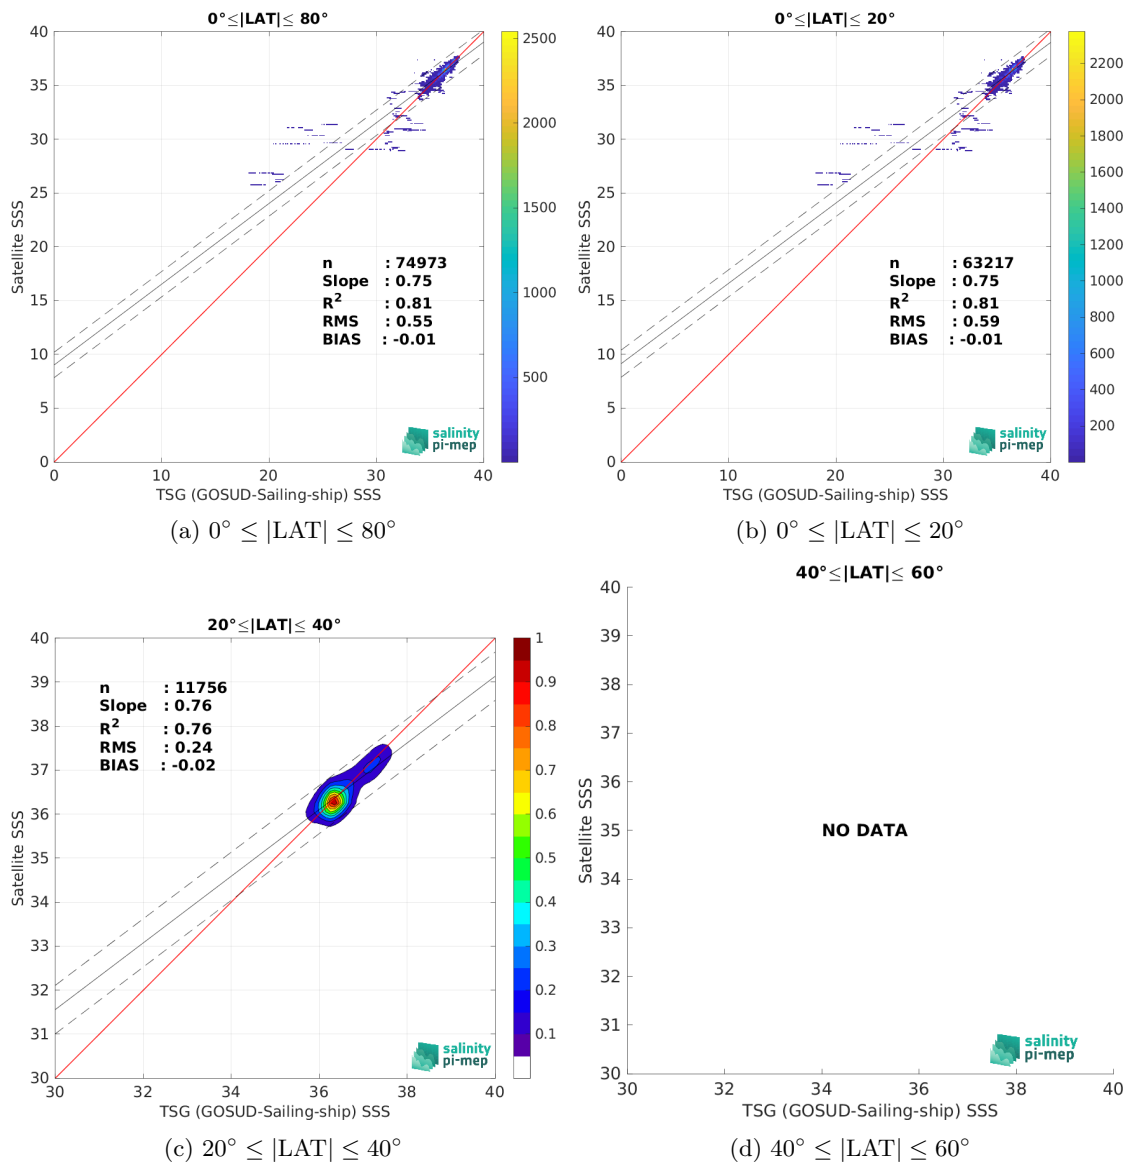 0°≤|LAT|≤ 80°
40
35
30
25
20
15
10
5
0
Satellite SSS
n : 74973
Slope : 0.75
R2 : 0.81
RMS : 0.55
BIAS : -0.01
salinity
pi-mep
0 10 20 30 40
TSG (GOSUD-Sailing-ship) SSS
2500
2000
1500
1000
500
(a) 0° ≤ |LAT| ≤ 80°
0°≤|LAT|≤ 20°
40
35
30
25
20
15
10
5
0
Satellite SSS
n : 63217
Slope : 0.75
R2 : 0.81
RMS : 0.59
BIAS : -0.01
salinity
pi-mep
0 10 20 30 40
TSG (GOSUD-Sailing-ship) SSS
2200
2000
1800
1600
1400
1200
1000
800
600
400
200
(b) 0° ≤ |LAT| ≤ 20°
20°≤|LAT|≤ 40°
40
39
38
37
36
35
34
33
32
31
30
Satellite SSS
n : 11756
Slope : 0.76
R2 : 0.76
RMS : 0.24
BIAS : -0.02
salinity
pi-mep
30 32 34 36 38 40
TSG (GOSUD-Sailing-ship) SSS
1
0.9
0.8
0.7
0.6
0.5
0.4
0.3
0.2
0.1
(c) 20° ≤ |LAT| ≤ 40°
40°≤|LAT|≤ 60°
40
39
38
37
36
35
34
33
32
31
30
Satellite SSS
NO DATA
salinity
pi-mep
30 32 34 36 38 40
TSG (GOSUD-Sailing-ship) SSS
(d) 40° ≤ |LAT| ≤ 60°